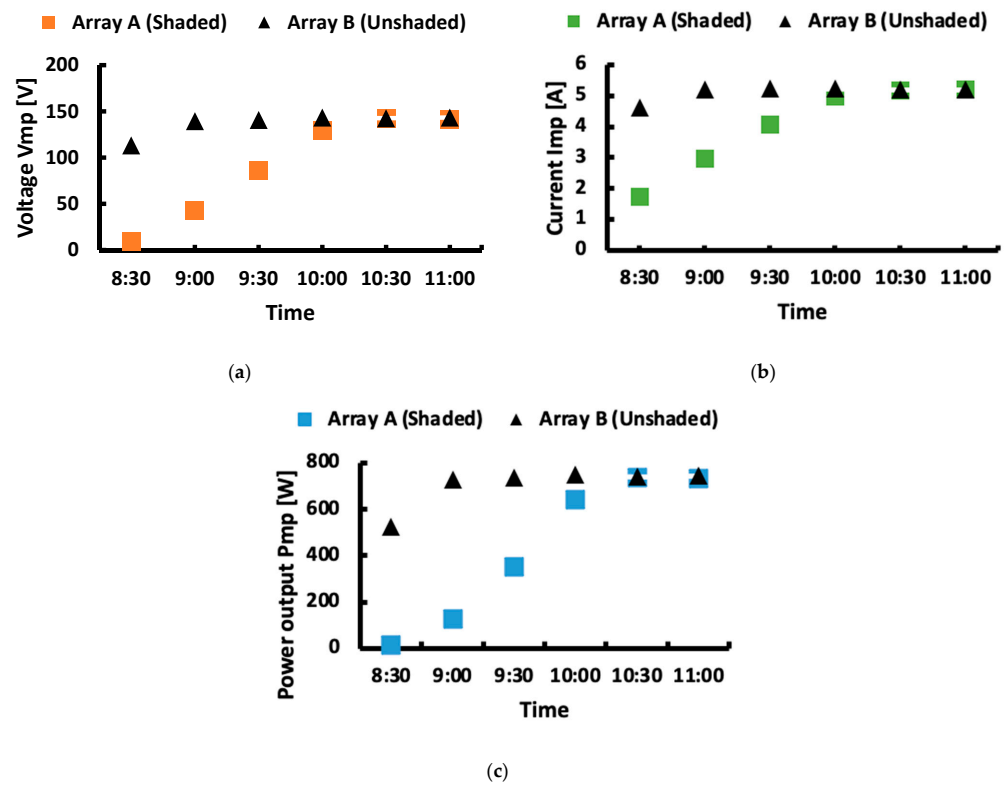 Array A (Shaded) Array B (Unshaded)
Voltage Vmp [V]
200
150
100
50
0
8:30 9:00 9:30 10:00 10:30 11:00
Time
(a)
Array A (Shaded) Array B (Unshaded)
Current Imp [A]
6
5
4
3
2
1
0
8:30 9:00 9:30 10:00 10:30 11:00
Time
(b)
Array A (Shaded) Array B (Unshaded)
Power output Pmp [W]
800
600
400
200
0
8:30 9:00 9:30 10:00 10:30 11:00
Time
(c)